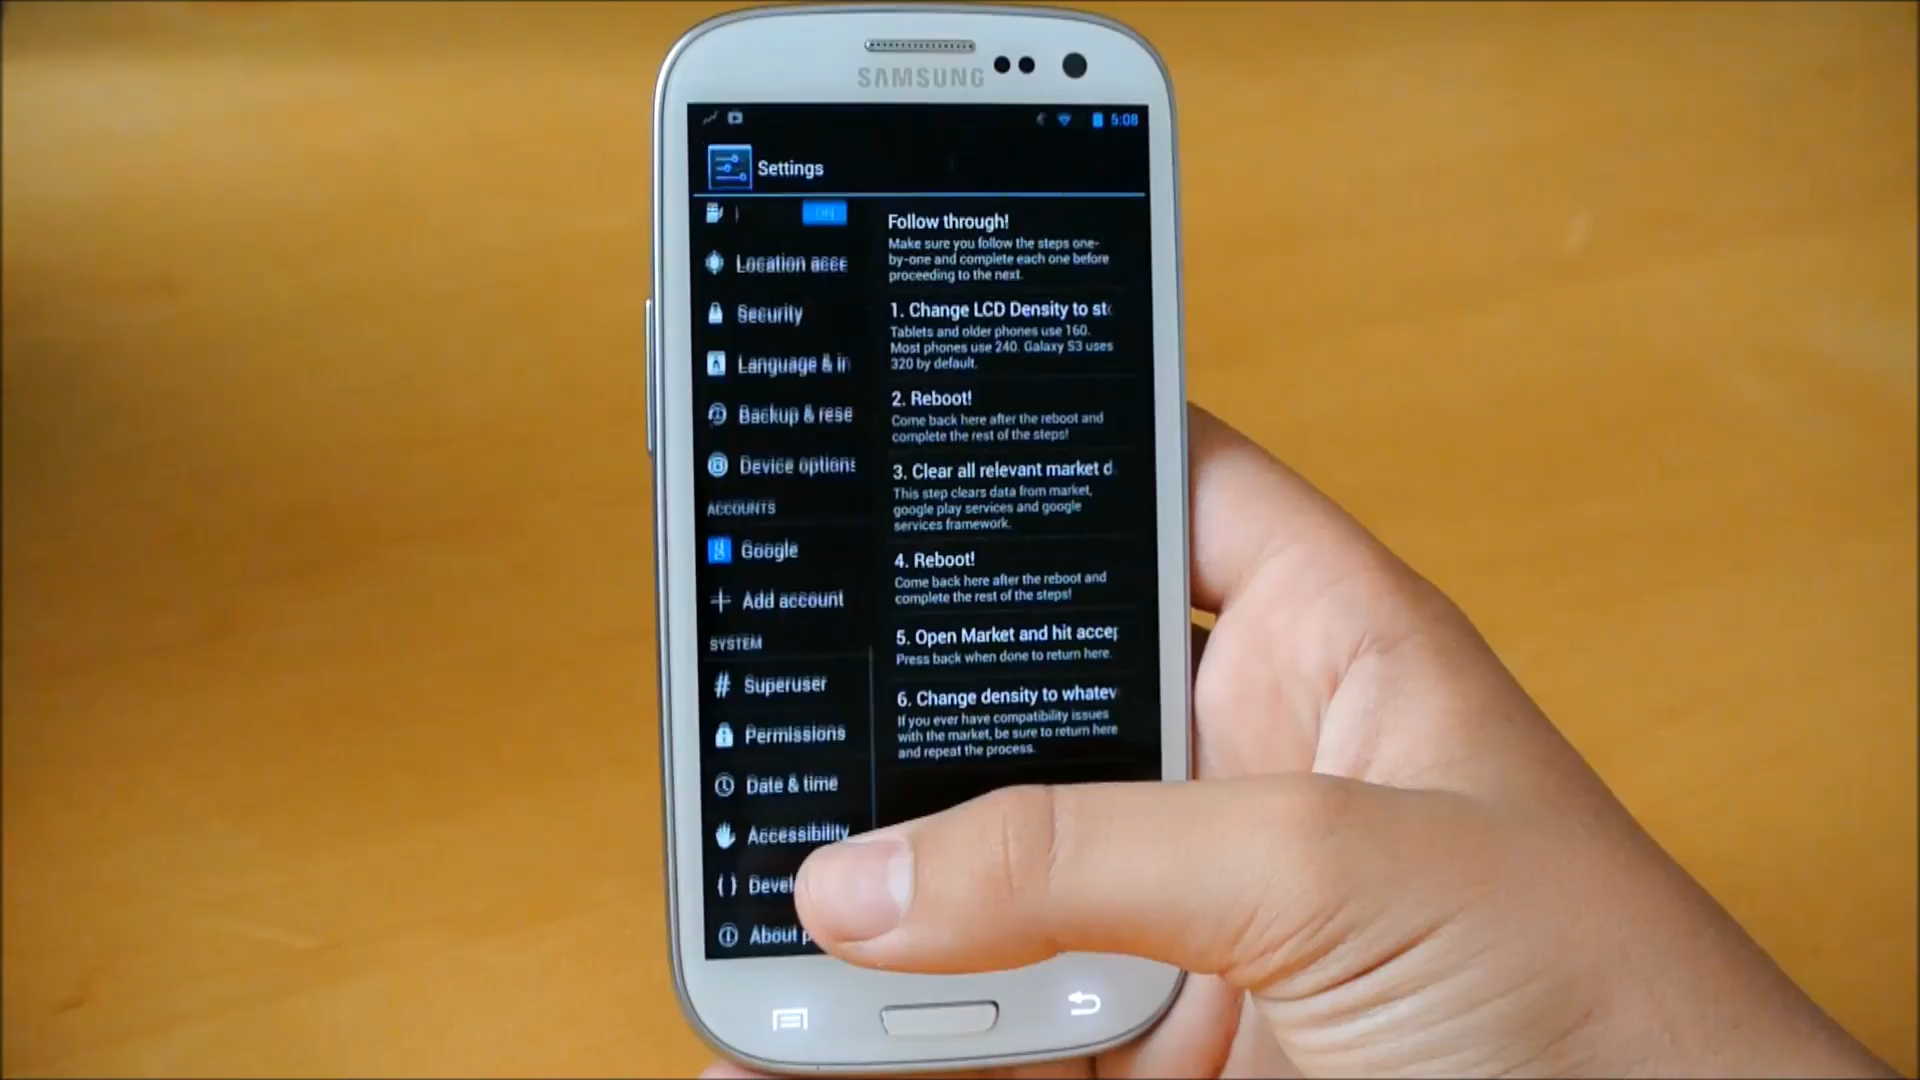 SAMSUNG
5:08
Settings
Location acce
Security
Language & in
Backup & rese
Device options
ACCOUNTS
Google
Add account
SYSTEM
Superuser
Permissions
Date & time
Accessibility
Devel
About p
Follow through!
Make sure you follow the steps one-
by-one and complete each one before
proceeding to the next.
1. Change LCD Density to sto
Tablets and older phones use 160.
Most phones use 240. Galaxy S3 uses
320 by default.
2. Reboot!
Come back here after the reboot and
complete the rest of the steps!
3. Clear all relevant market d
This step clears data from market,
google play services and google
services framework.
4. Reboot!
Come back here after the reboot and
complete the rest of the steps!
5. Open Market and hit accep
Press back when done to return here.
6. Change density to whatev
If you ever have compatibility issues
with the market, be sure to return here
and repeat the process.